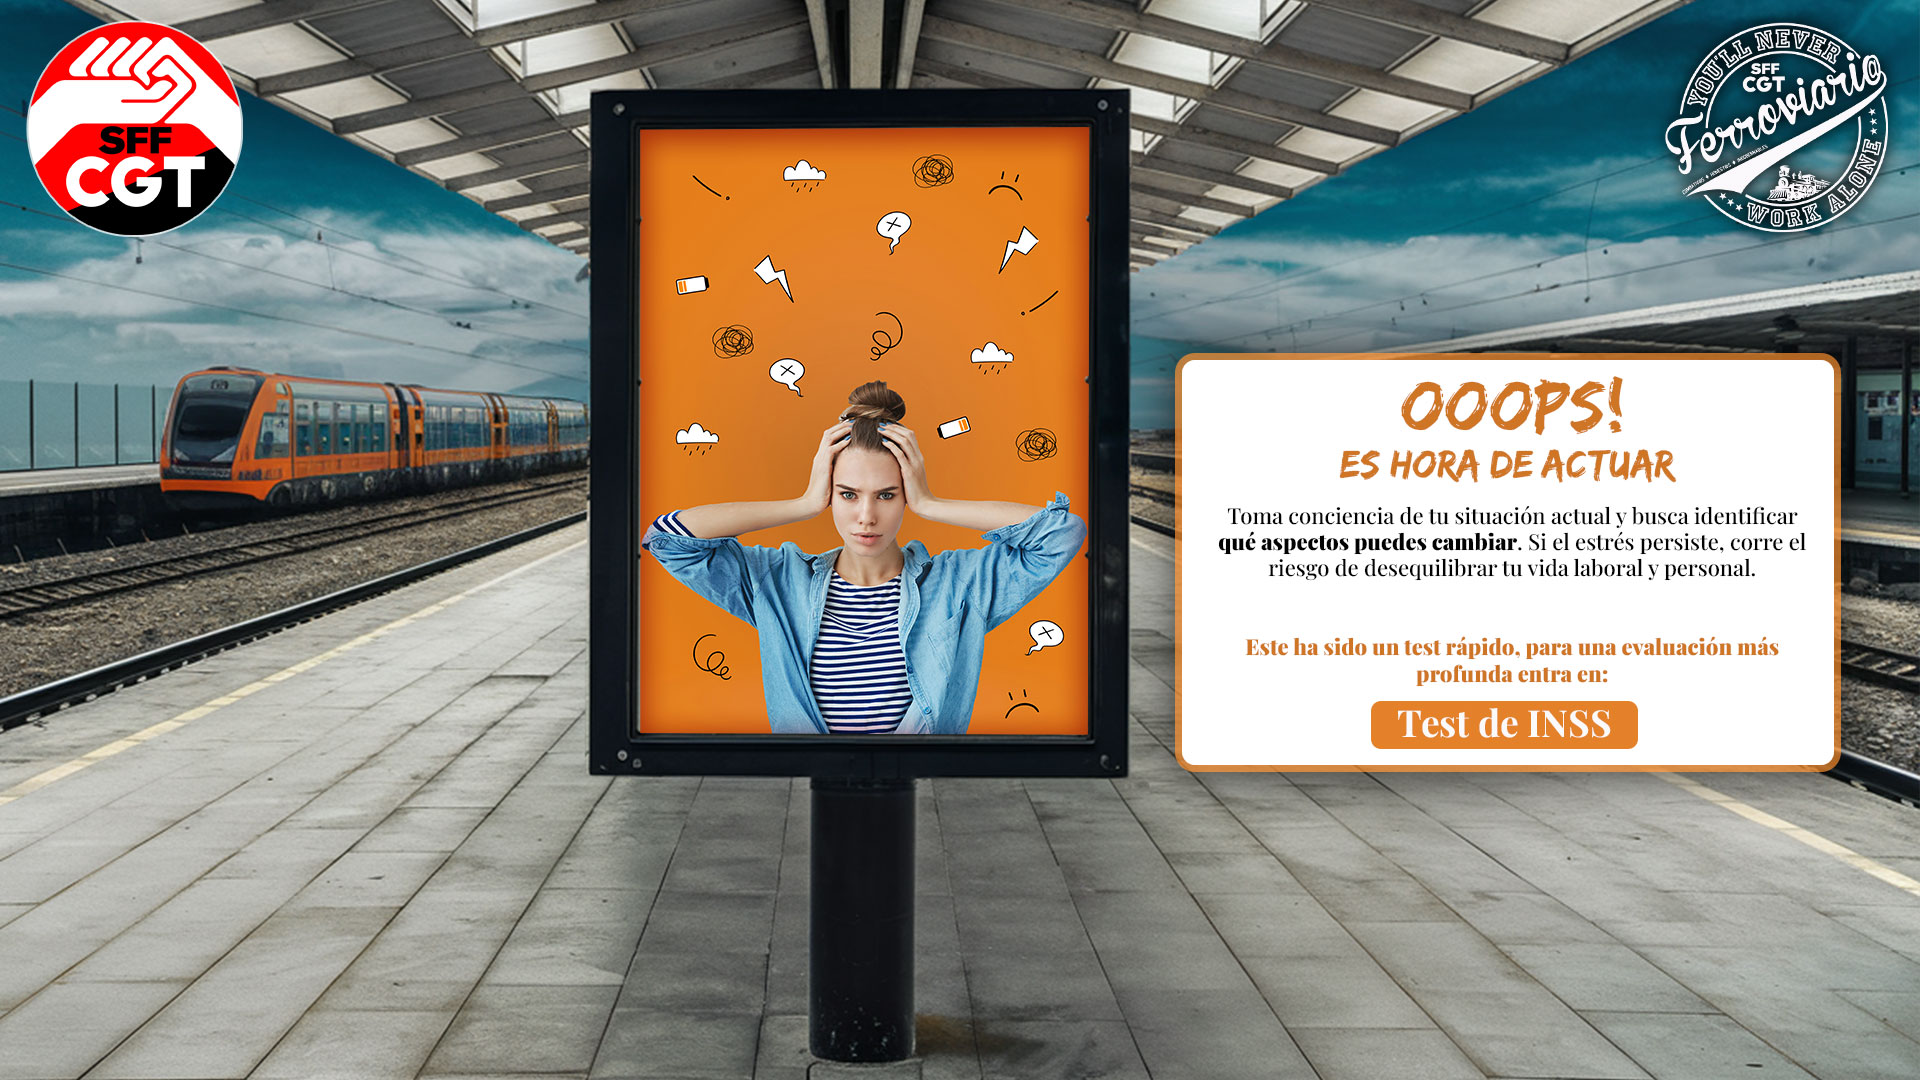 SFF
CGT
YOU'LL NEVER
SFF
CGT
Ferroviario
WORK ALONE
OOOPS!
ES HORA DE ACTUAR
Toma conciencia de tu situación actual y busca identificar
qué aspectos puedes cambiar. Si el estrés persiste, corre el
riesgo de desequilibrar tu vida laboral y personal.
Este ha sido un test rápido, para una evaluación más
profunda entra en:
Test de INSS